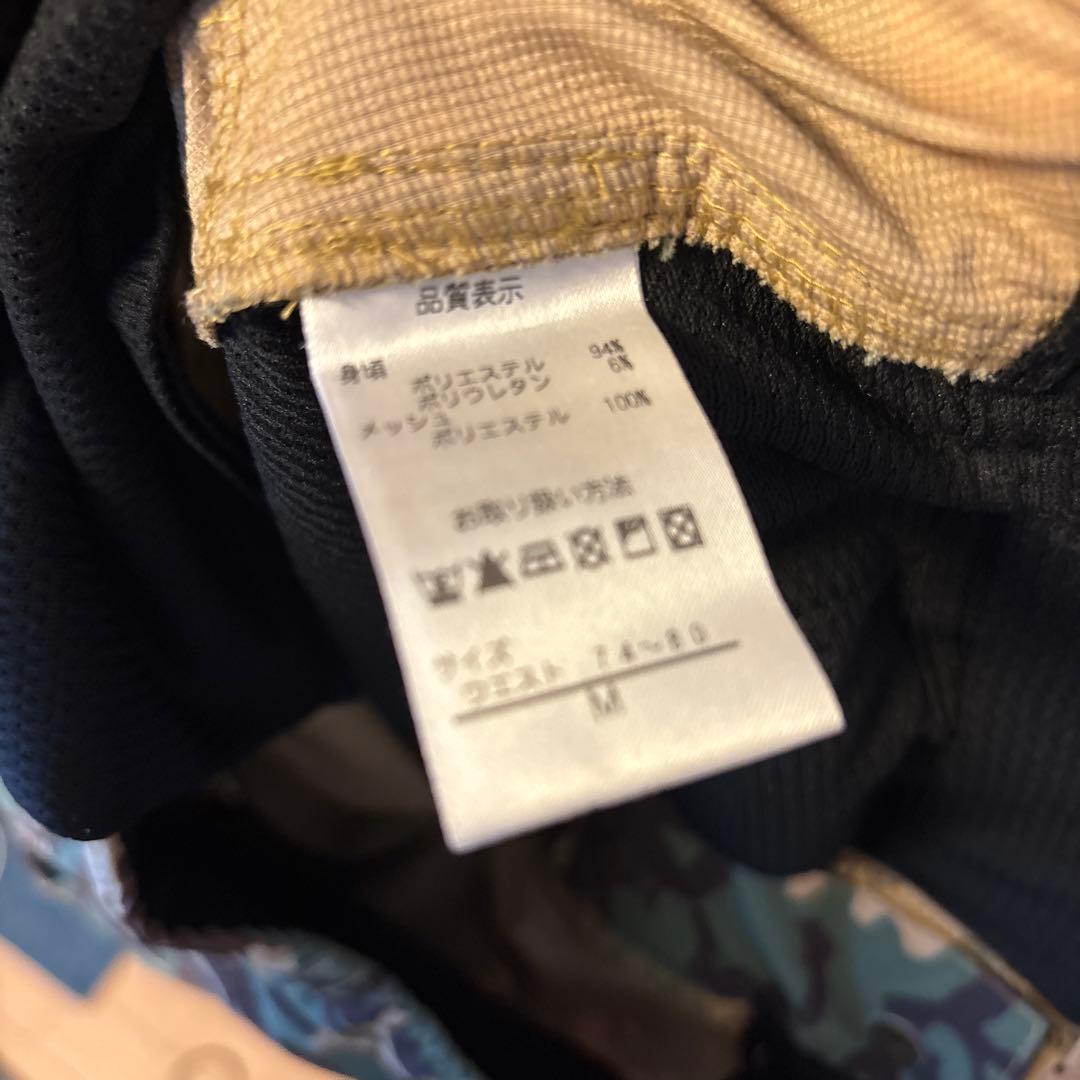 品質表示
身頃 ポリエステル 94%
ポリウレタン 6%
メッシュ
ポリエステル 100%
お取り扱い方法
サイズ
ウエスト 74~80
M